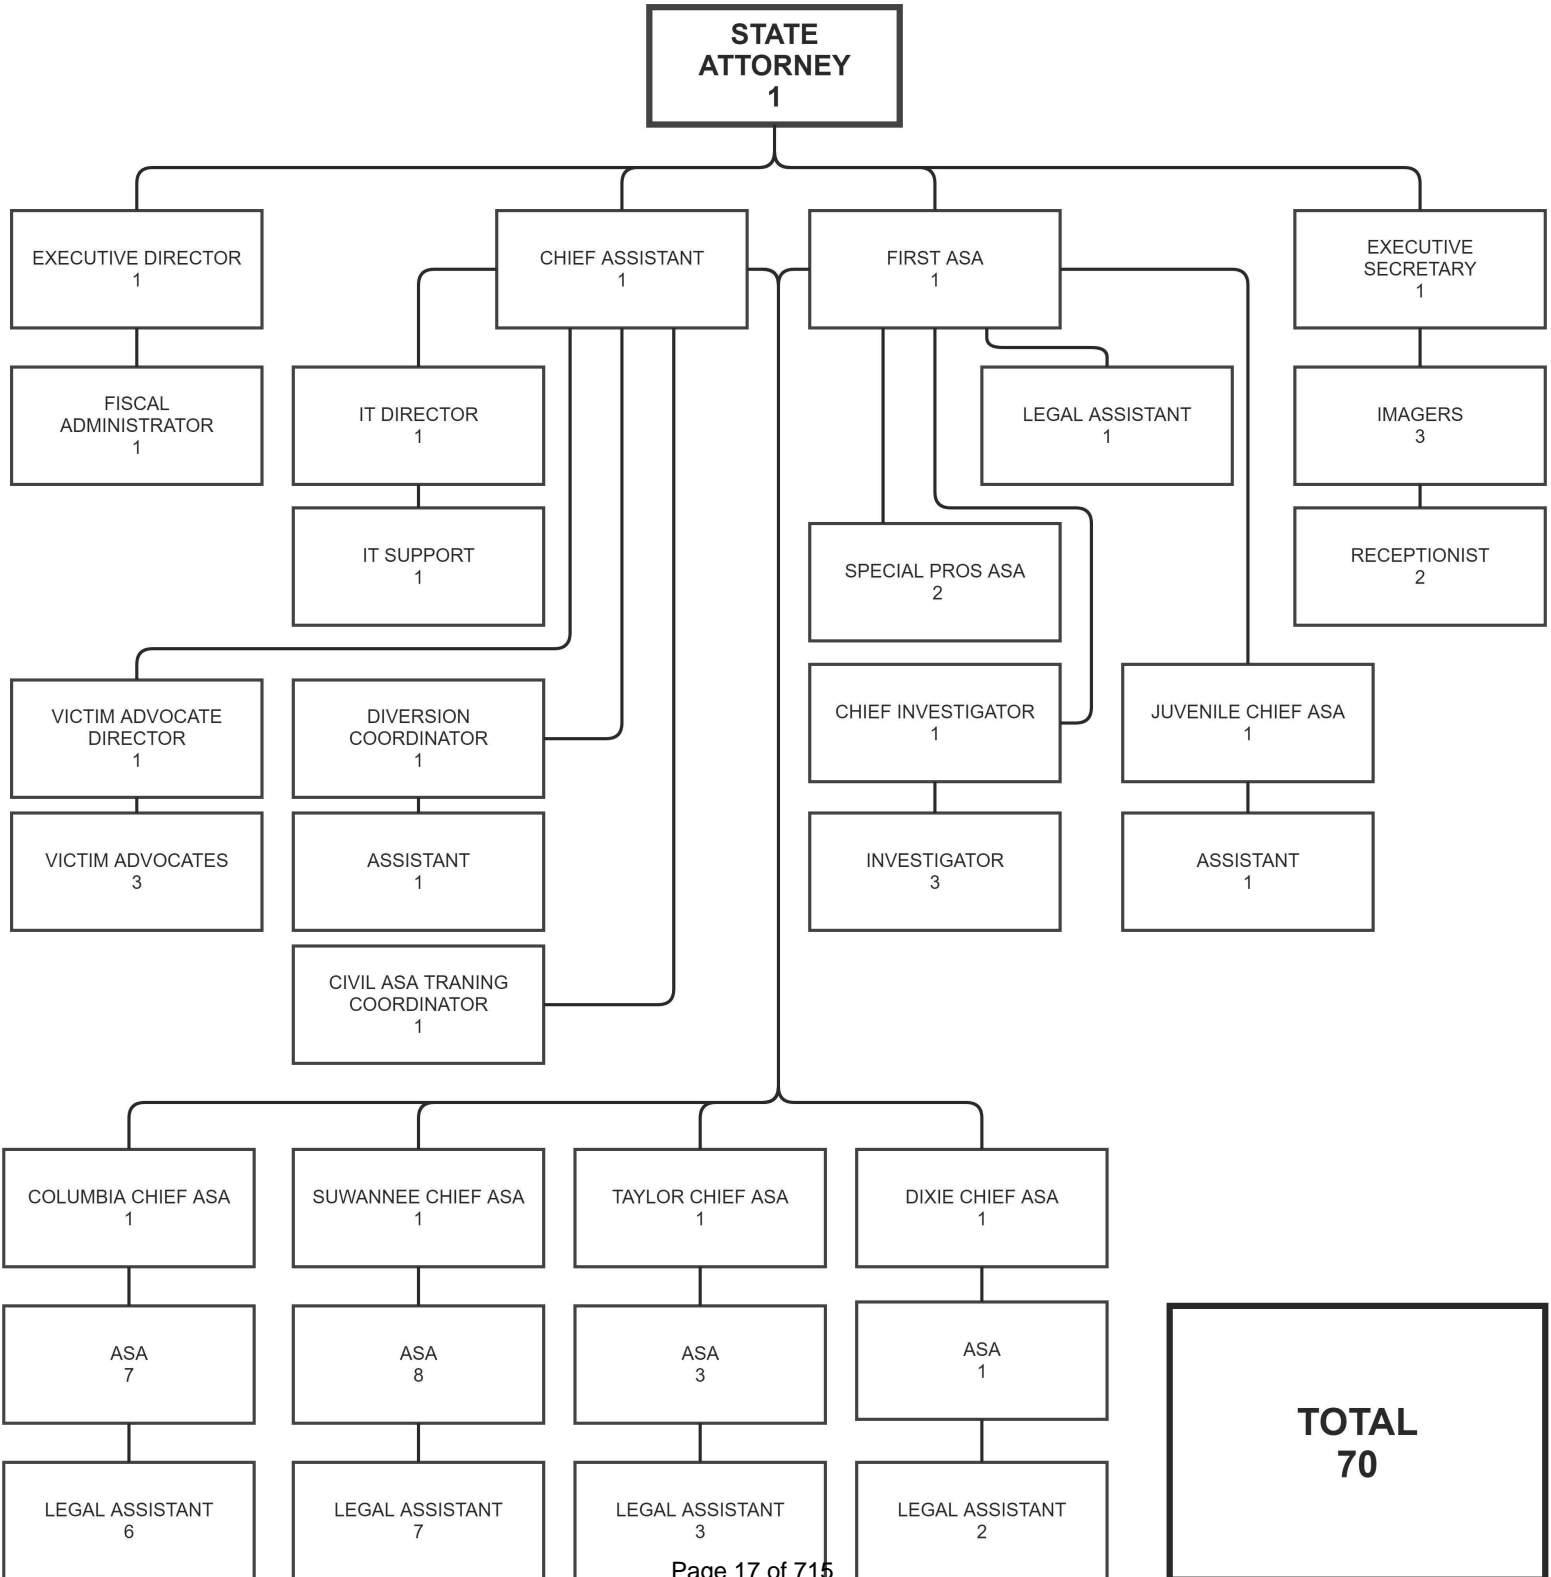 STATE
ATTORNEY
1
EXECUTIVE DIRECTOR
1
CHIEF ASSISTANT
1
FIRST ASA
1
EXECUTIVE
SECRETARY
1
FISCAL
ADMINISTRATOR
1
IT DIRECTOR
1
LEGAL ASSISTANT
1
IMAGERS
3
IT SUPPORT
1
SPECIAL PROS ASA
2
RECEPTIONIST
2
VICTIM ADVOCATE
DIRECTOR
1
DIVERSION
COORDINATOR
1
CHIEF INVESTIGATOR
1
JUVENILE CHIEF ASA
1
VICTIM ADVOCATES
3
ASSISTANT
1
INVESTIGATOR
3
ASSISTANT
1
CIVIL ASA TRANING
COORDINATOR
1
COLUMBIA CHIEF ASA
1
SUWANNEE CHIEF ASA
1
TAYLOR CHIEF ASA
1
DIXIE CHIEF ASA
1
ASA
7
ASA
8
ASA
3
ASA
1
TOTAL
70
LEGAL ASSISTANT
6
LEGAL ASSISTANT
7
LEGAL ASSISTANT
3
LEGAL ASSISTANT
2
Page 17 of 715